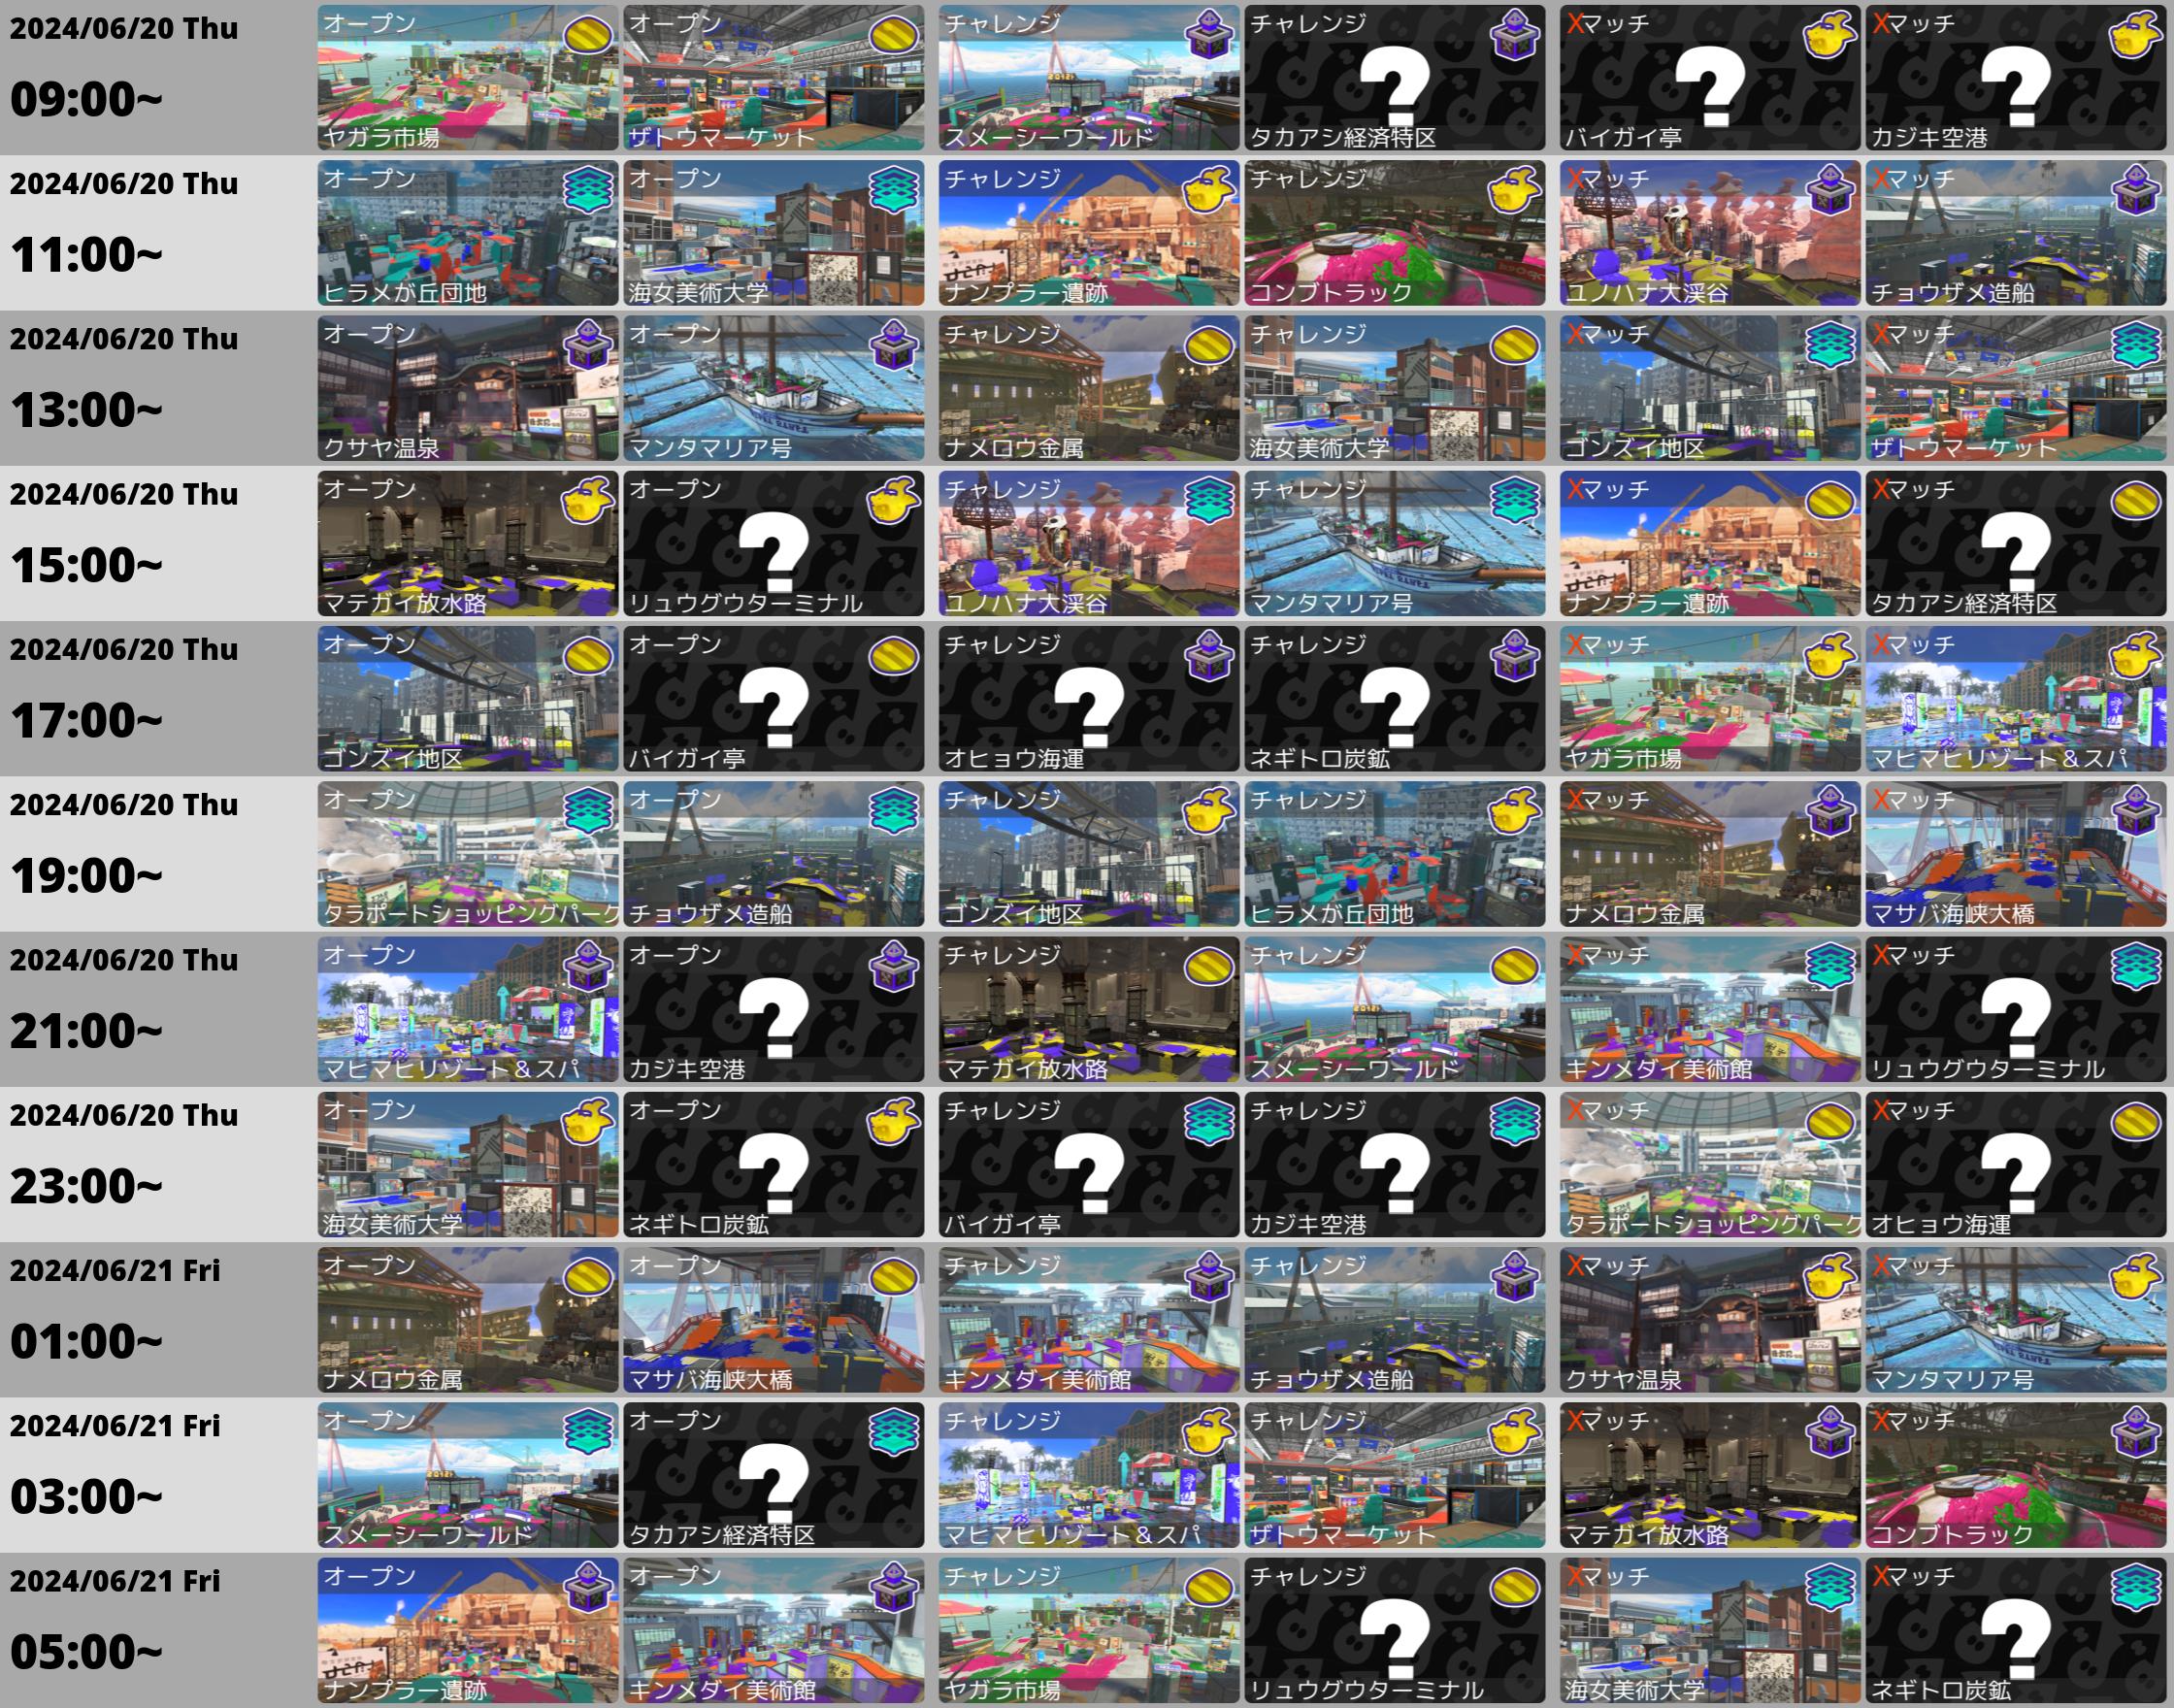 2024/06/20 Thu
09:00~
オープン
ヤガラ市場
オープン
ザトウマーケット
チャレンジ
スメーシーワールド
チャレンジ
タカアシ経済特区
Xマッチ
バイガイ亭
Xマッチ
カジキ空港
2024/06/20 Thu
11:00~
オープン
ヒラメが丘団地
オープン
海女美術大学
チャレンジ
ナンプラー遺跡
チャレンジ
コンブトラック
Xマッチ
ユノハナ大渓谷
Xマッチ
チョウザメ造船
2024/06/20 Thu
13:00~
オープン
クサヤ温泉
オープン
マンタマリア号
チャレンジ
ナメロウ金属
チャレンジ
海女美術大学
Xマッチ
ゴンズイ地区
Xマッチ
ザトウマーケット
2024/06/20 Thu
15:00~
オープン
マテガイ放水路
オープン
リュウグウターミナル
チャレンジ
ユノハナ大渓谷
チャレンジ
マンタマリア号
Xマッチ
ナンプラー遺跡
Xマッチ
タカアシ経済特区
2024/06/20 Thu
17:00~
オープン
ゴンズイ地区
オープン
バイガイ亭
チャレンジ
オヒョウ海運
チャレンジ
ネギトロ炭鉱
Xマッチ
ヤガラ市場
Xマッチ
マヒマヒリゾート＆スパ
2024/06/20 Thu
19:00~
オープン
タラポートショッピングパーク
オープン
チョウザメ造船
チャレンジ
ゴンズイ地区
チャレンジ
ヒラメが丘団地
Xマッチ
ナメロウ金属
Xマッチ
マサバ海峡大橋
2024/06/20 Thu
21:00~
オープン
マヒマヒリゾート＆スパ
オープン
カジキ空港
チャレンジ
マテガイ放水路
チャレンジ
スメーシーワールド
Xマッチ
キンメダイ美術館
Xマッチ
リュウグウターミナル
2024/06/20 Thu
23:00~
オープン
海女美術大学
オープン
ネギトロ炭鉱
チャレンジ
バイガイ亭
チャレンジ
カジキ空港
Xマッチ
タラポートショッピングパーク
Xマッチ
オヒョウ海運
2024/06/21 Fri
01:00~
オープン
ナメロウ金属
オープン
マサバ海峡大橋
チャレンジ
キンメダイ美術館
チャレンジ
チョウザメ造船
Xマッチ
クサヤ温泉
Xマッチ
マンタマリア号
2024/06/21 Fri
03:00~
オープン
スメーシーワールド
オープン
タカアシ経済特区
チャレンジ
マヒマヒリゾート＆スパ
チャレンジ
ザトウマーケット
Xマッチ
マテガイ放水路
Xマッチ
コンブトラック
2024/06/21 Fri
05:00~
オープン
ナンプラー遺跡
オープン
キンメダイ美術館
チャレンジ
ヤガラ市場
チャレンジ
リュウグウターミナル
Xマッチ
海女美術大学
Xマッチ
ネギトロ炭鉱